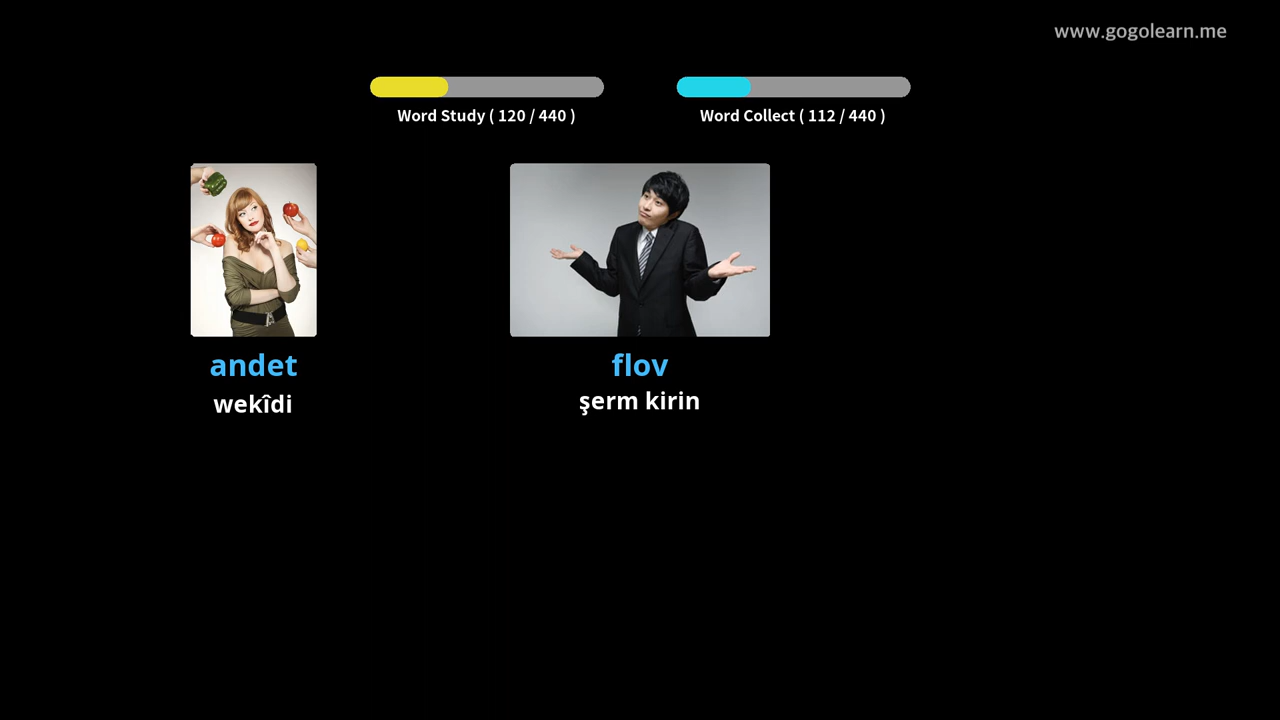 www.gogolearn.me
Word Study ( 120 / 440 )
Word Collect ( 112 / 440 )
andet
wekîdi
flov
şerm kirin